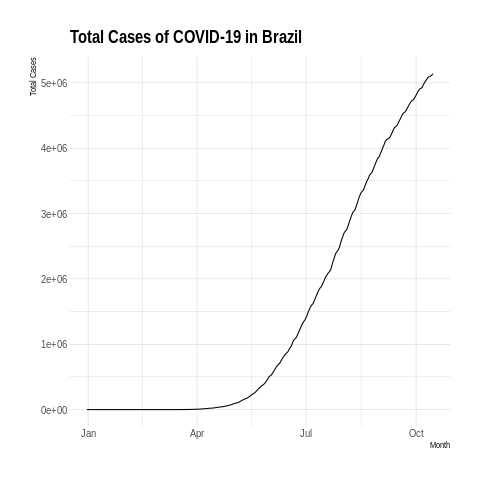 Total Cases of COVID-19 in Brazil
Total Cases
5e+06
4e+06
3e+06
2e+06
1e+06
0e+00
Jan Apr Jul Oct
Month